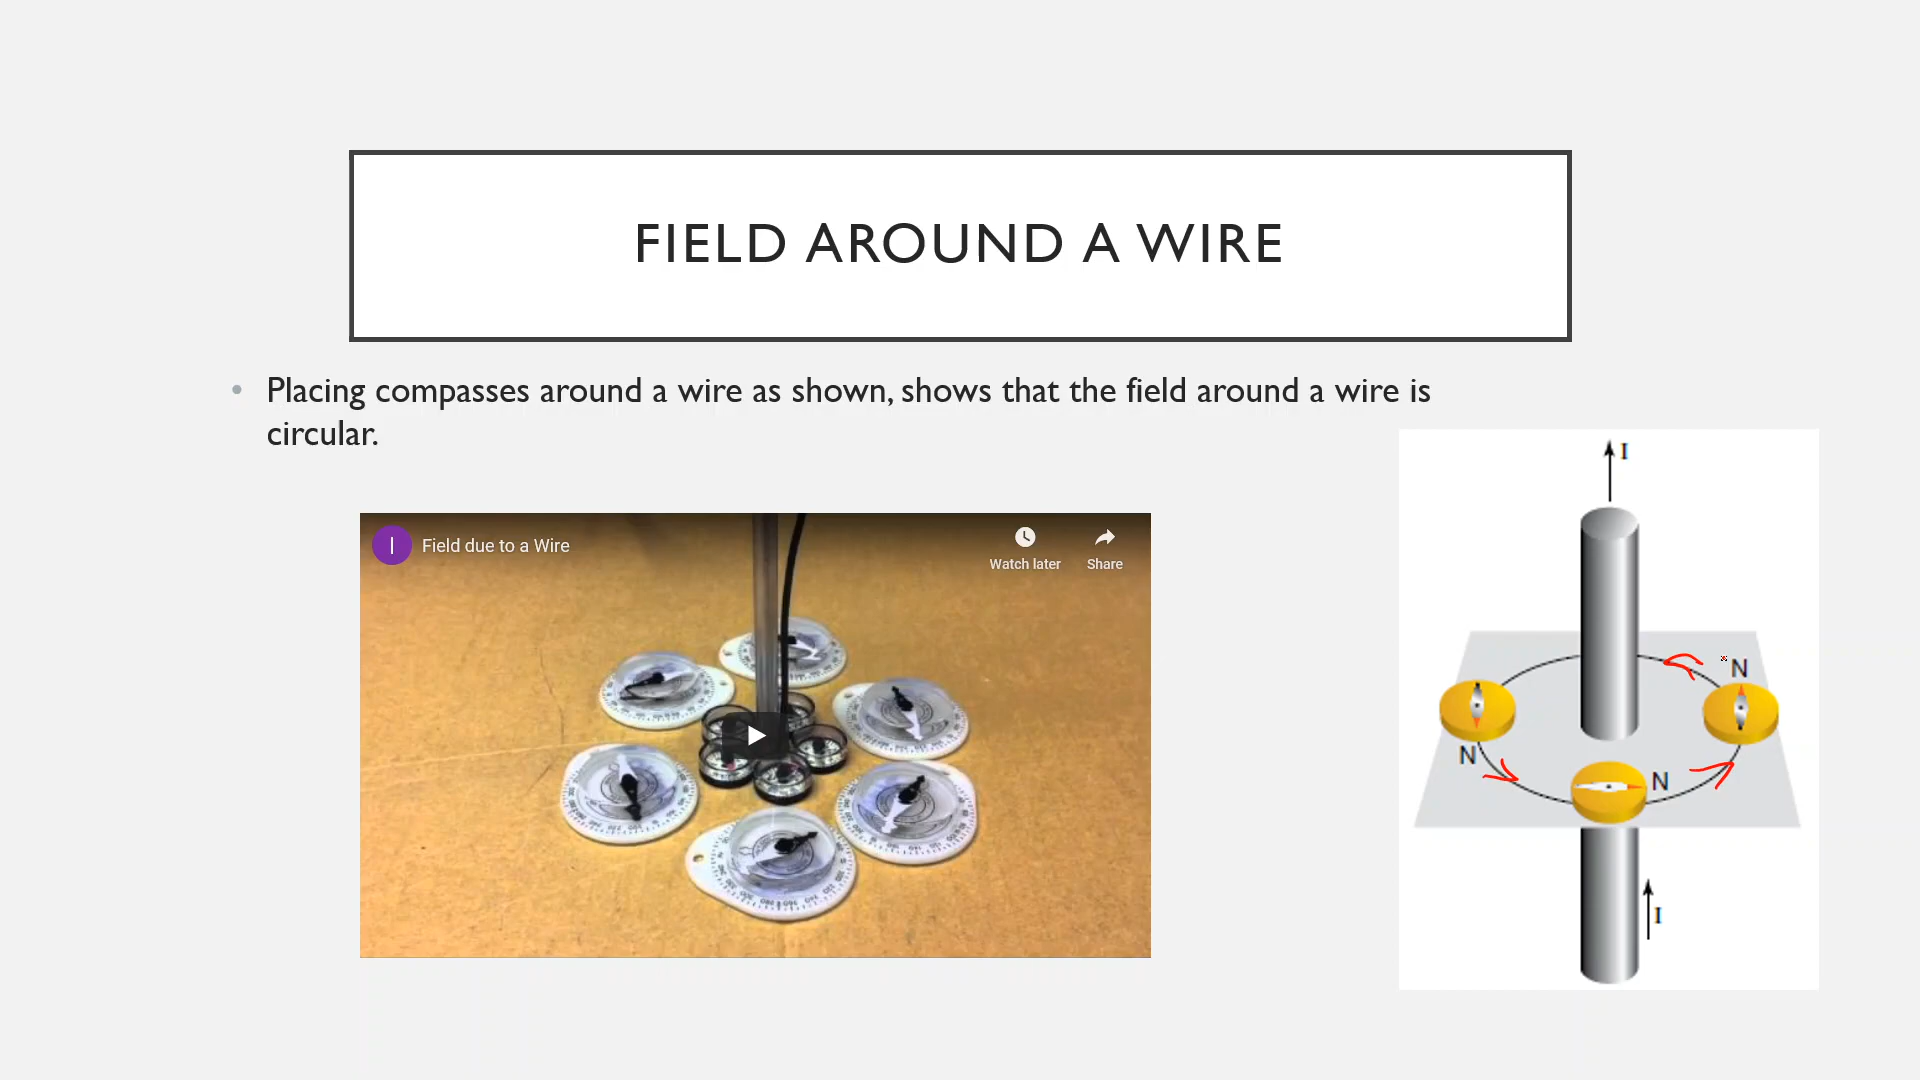 FIELD AROUND A WIRE
• Placing compasses around a wire as shown, shows that the field around a wire is
circular.
I
Field due to a Wire
Watch later
Share
I
N
N
N
I